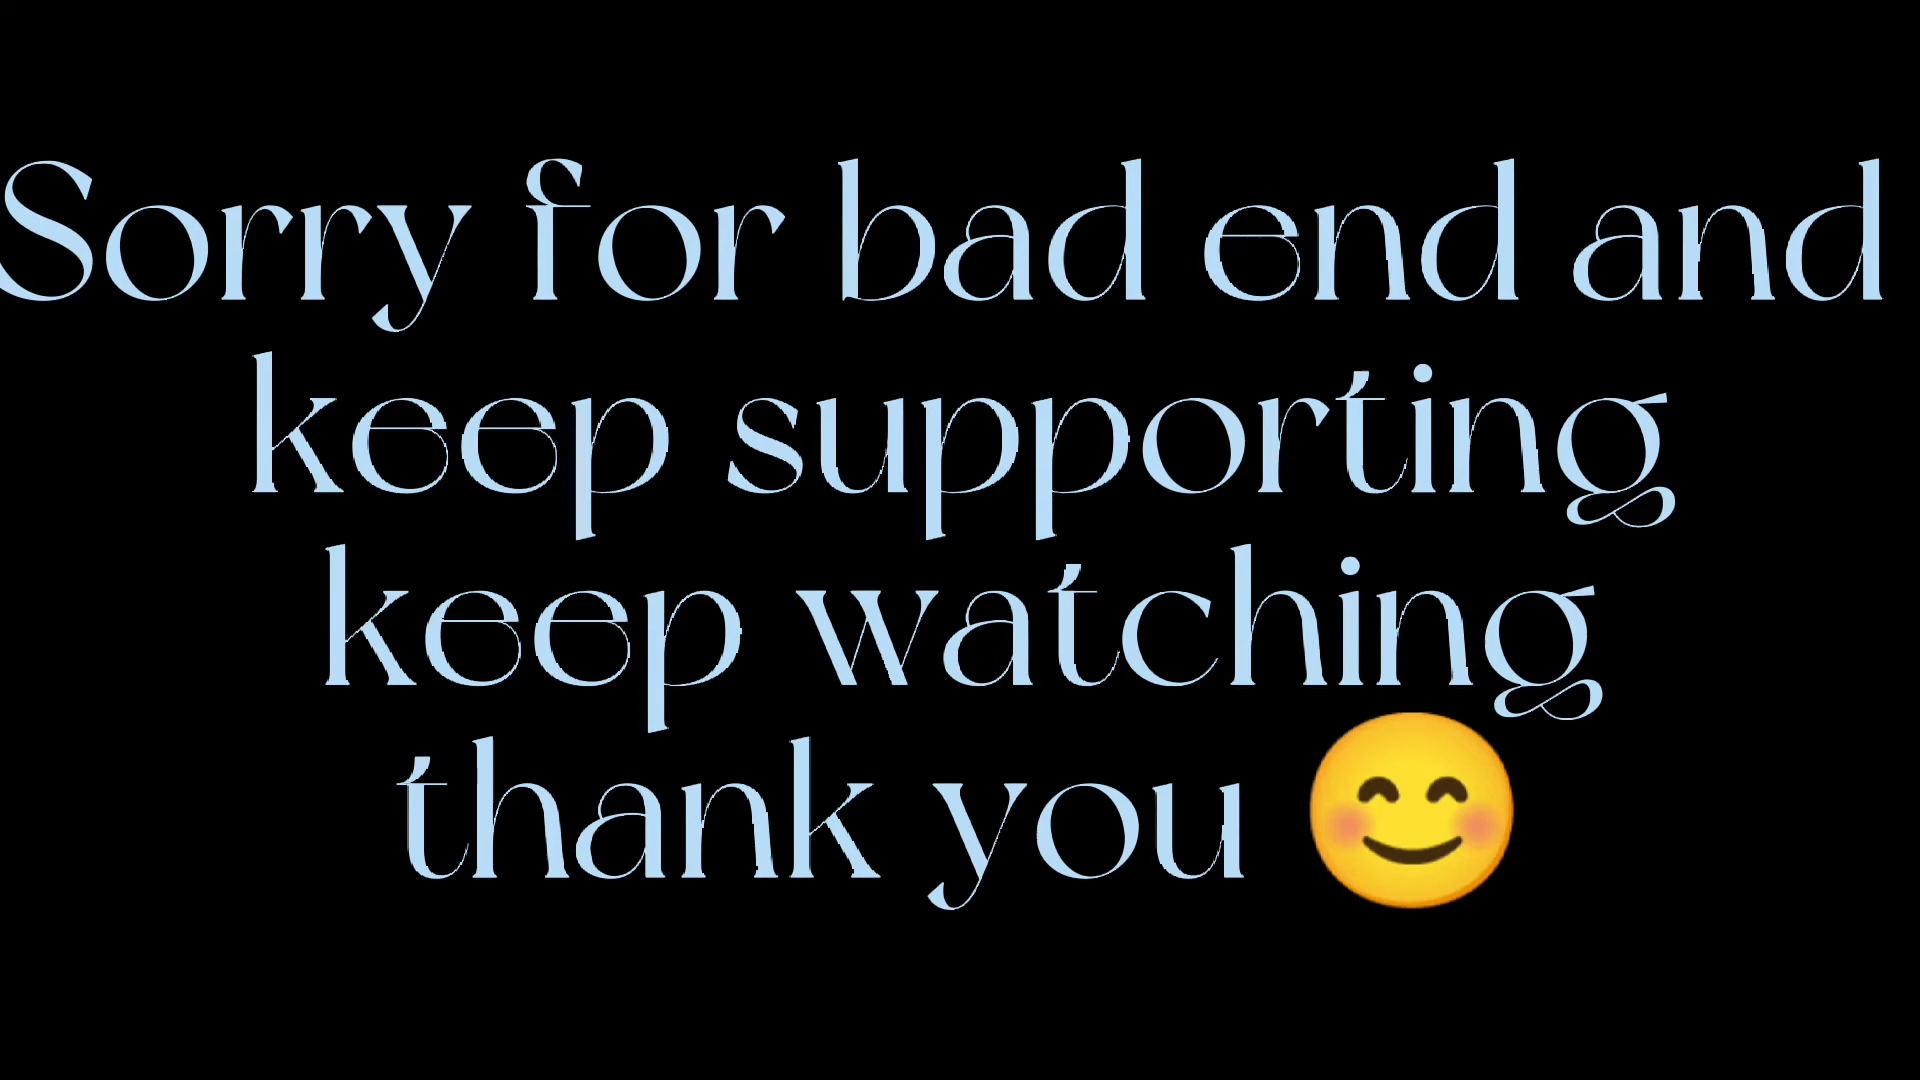 Sorry for bad end and
keep supporting
keep watching
thank you 😊